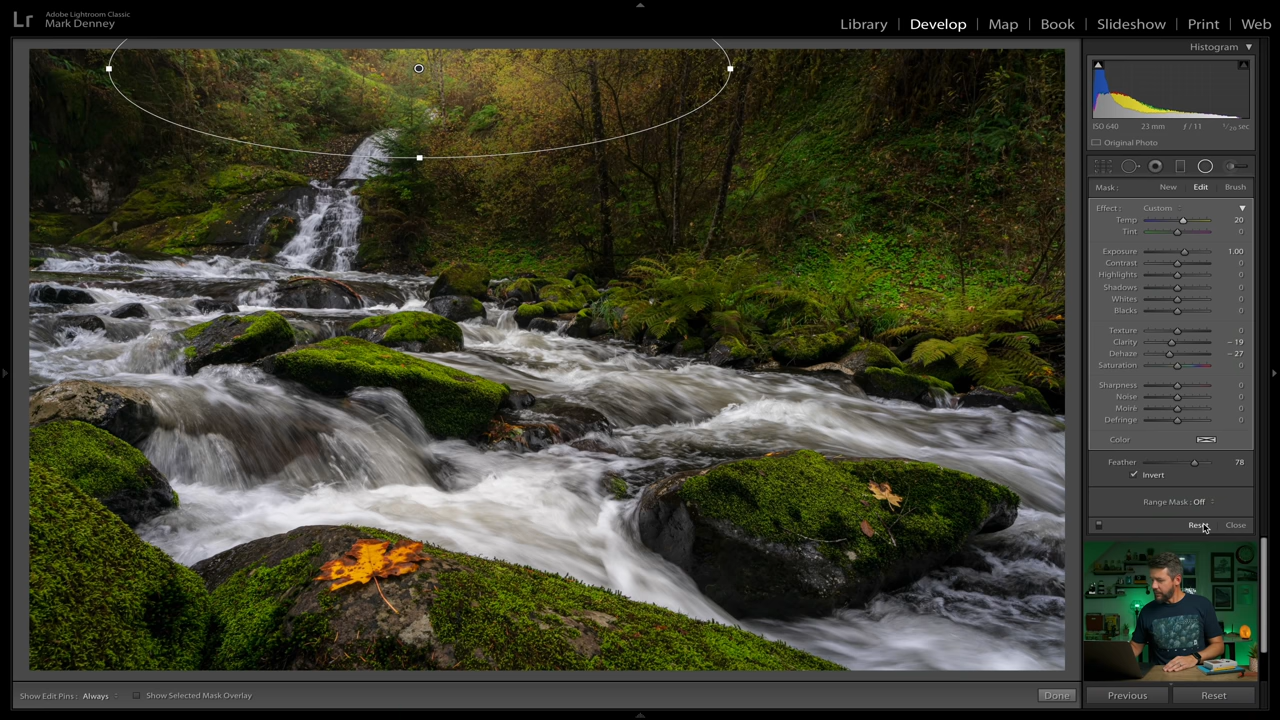 Lr
Adobe Lightroom Classic
Mark Denney
Library | Develop | Map | Book | Slideshow | Print | Web
Histogram
ISO 640 23 mm f / 11 1/20 sec
Original Photo
Mask : New Edit Brush
Effect : Custom
Temp 20
Tint 0
Exposure 1.00
Contrast 0
Highlights 0
Shadows 0
Whites 0
Blacks 0
Texture 0
Clarity – 19
Dehaze – 27
Saturation 0
Sharpness 0
Noise 0
Moiré 0
Defringe 0
Color
Feather 78
Invert
Range Mask : Off
Reset Close
Show Edit Pins : Always Show Selected Mask Overlay Done
Previous Reset